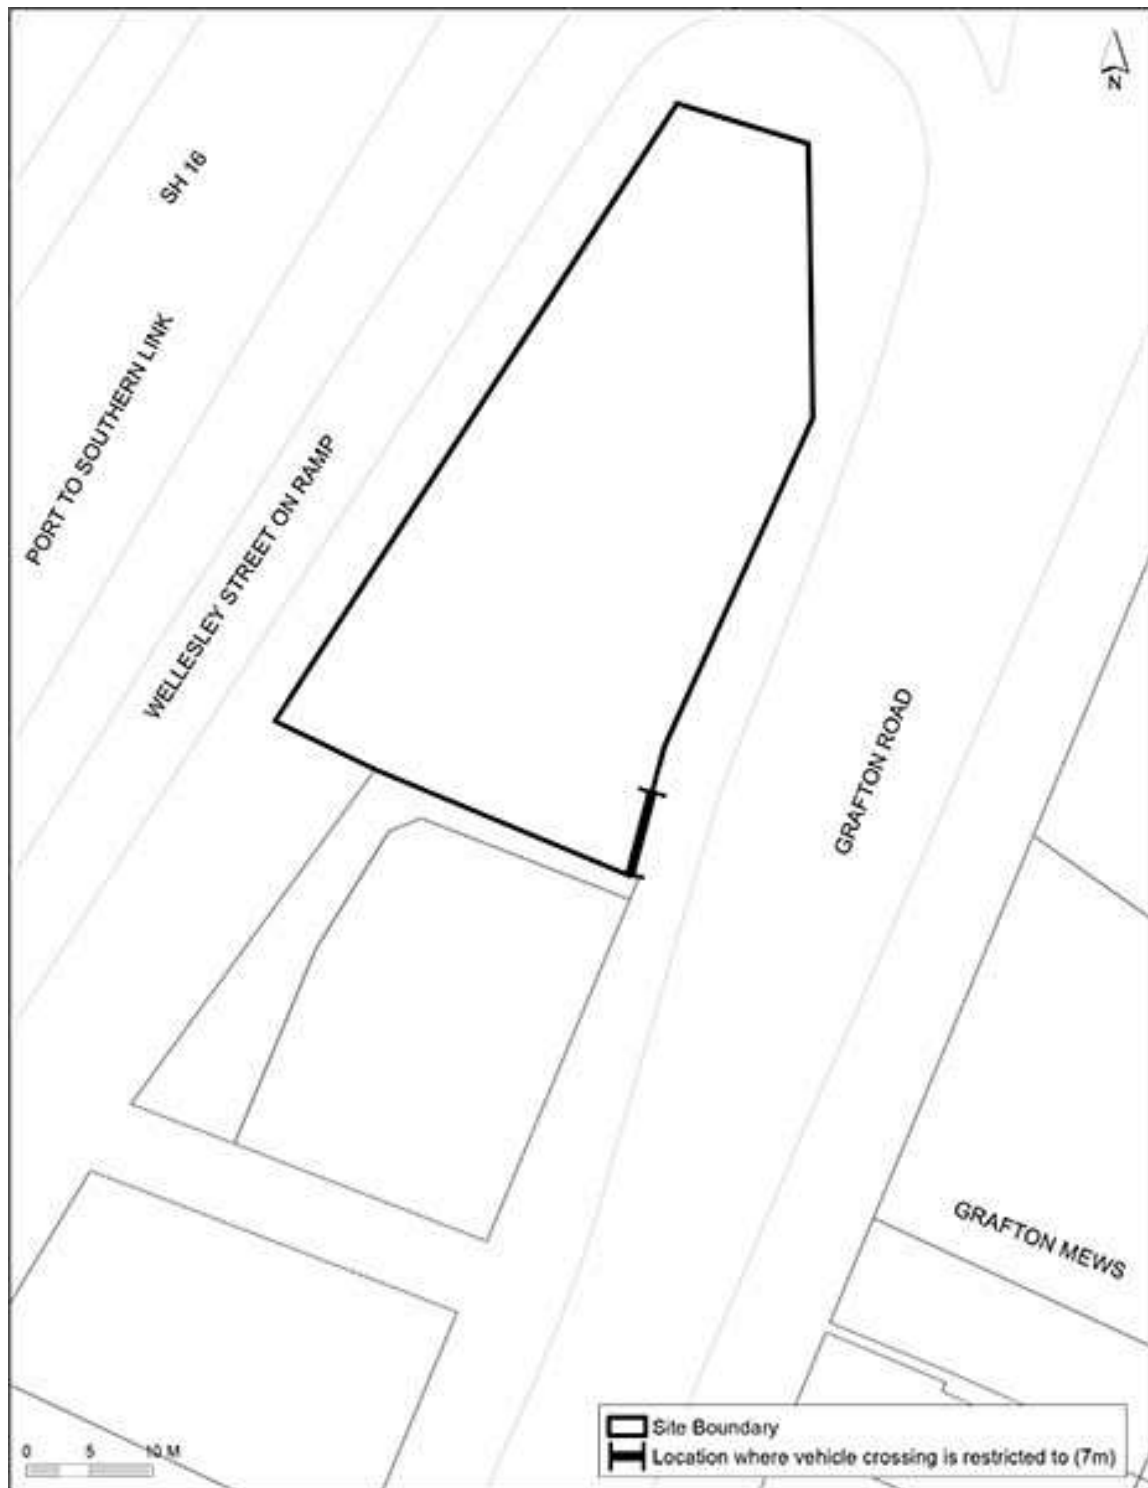 N
SH 16
PORT TO SOUTHERN LINK
WELLESLEY STREET ON RAMP
GRAFTON ROAD
GRAFTON MEWS
0 5 10 M
Site Boundary
Location where vehicle crossing is restricted to (7m)